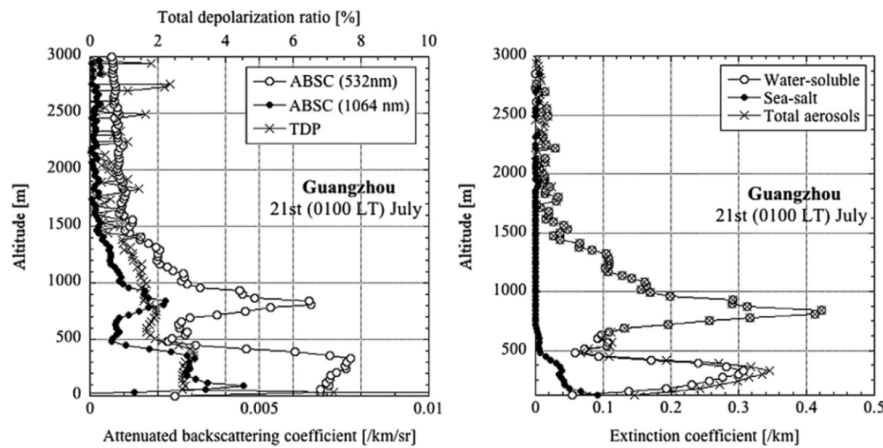 Total depolarization ratio [%]
0 2 4 6 8 10
3000
2500
2000
1500
1000
500
0
Altitude [m]
ABSC (532nm)
ABSC (1064 nm)
TDP
Guangzhou
21st (0100 LT) July
0 0.005 0.01
Attenuated backscattering coefficient [/km/sr]
3000
2500
2000
1500
1000
500
0
Altitude [m]
Water-soluble
Sea-salt
Total aerosols
Guangzhou
21st (0100 LT) July
0 0.1 0.2 0.3 0.4 0.5
Extinction coefficient [/km]